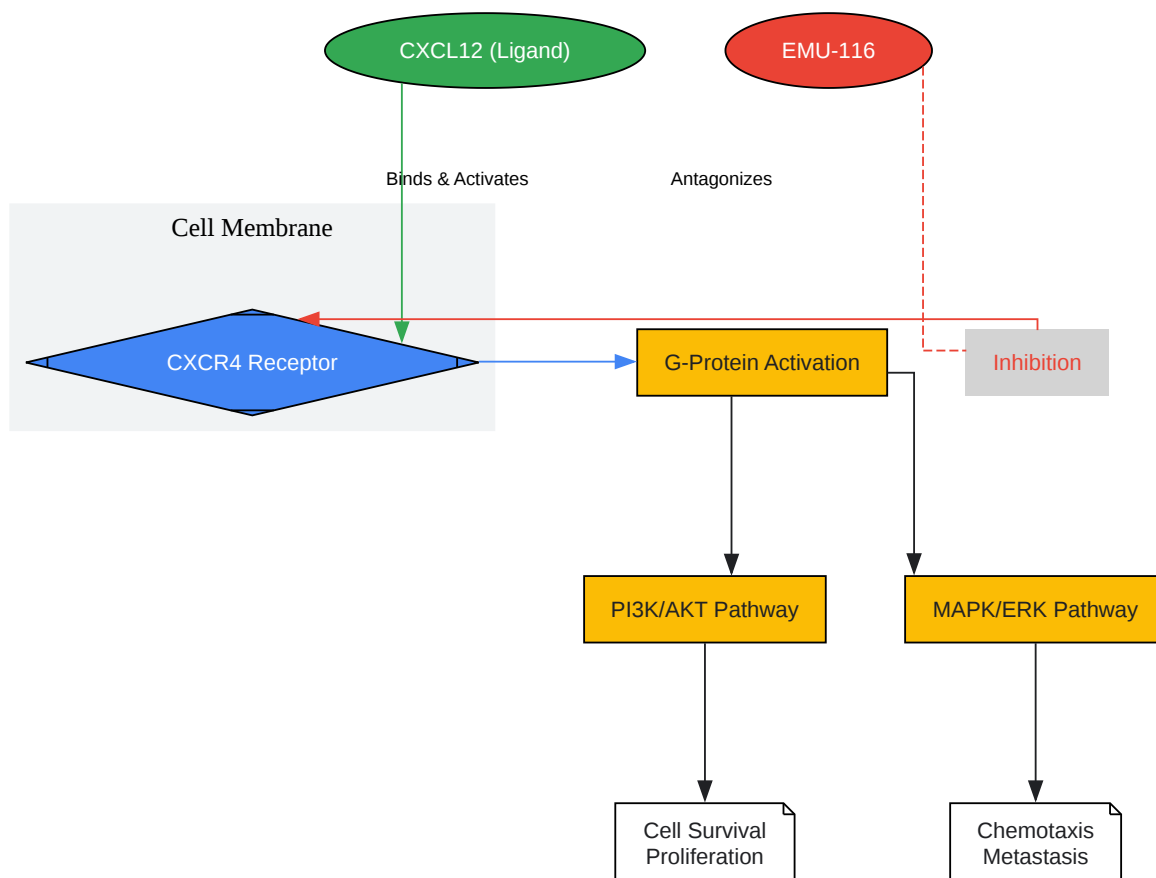 CXCL12 (Ligand)
EMU-116
Binds & Activates
Antagonizes
Cell Membrane
CXCR4 Receptor
G-Protein Activation
Inhibition
PI3K/AKT Pathway
MAPK/ERK Pathway
Cell Survival
Proliferation
Chemotaxis
Metastasis